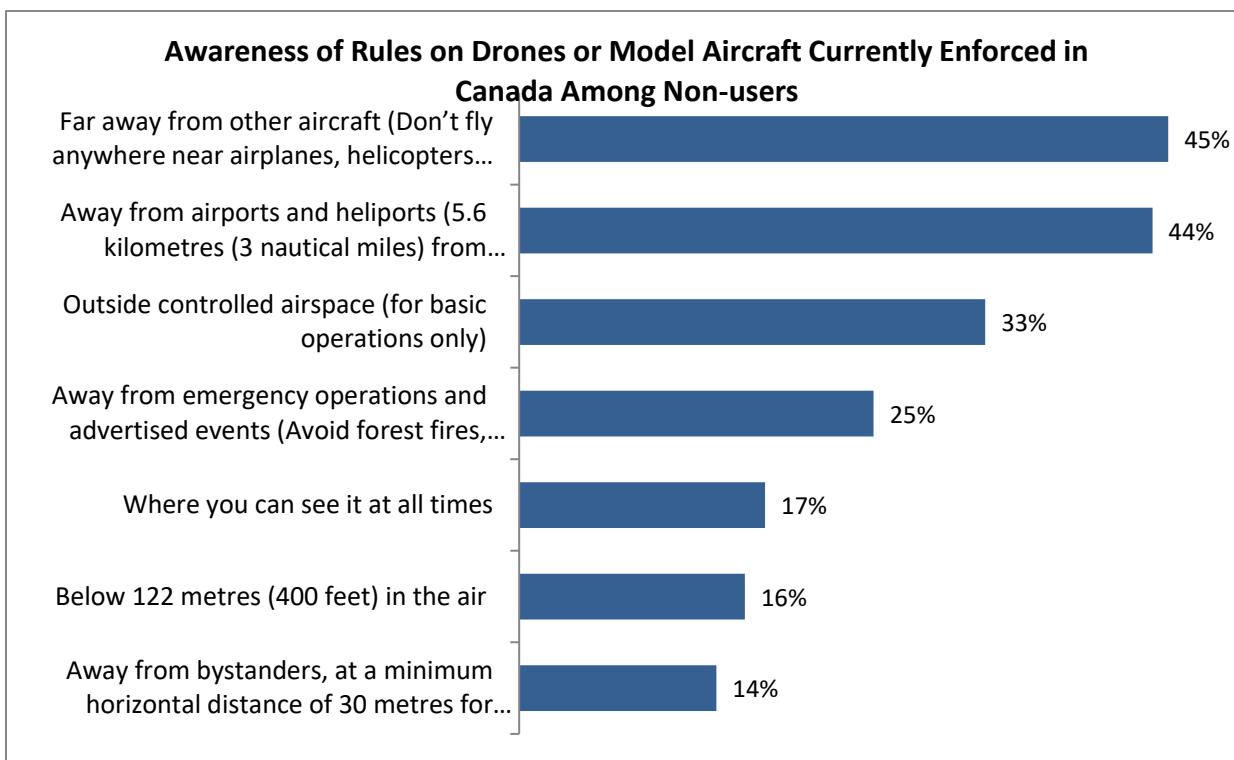 Awareness of Rules on Drones or Model Aircraft Currently Enforced in
Canada Among Non-users
Far away from other aircraft (Don’t fly
anywhere near airplanes, helicopters…
45%
Away from airports and heliports (5.6
kilometres (3 nautical miles) from…
44%
Outside controlled airspace (for basic
operations only)
33%
Away from emergency operations and
advertised events (Avoid forest fires,…
25%
Where you can see it at all times
17%
Below 122 metres (400 feet) in the air
16%
Away from bystanders, at a minimum
horizontal distance of 30 metres for…
14%